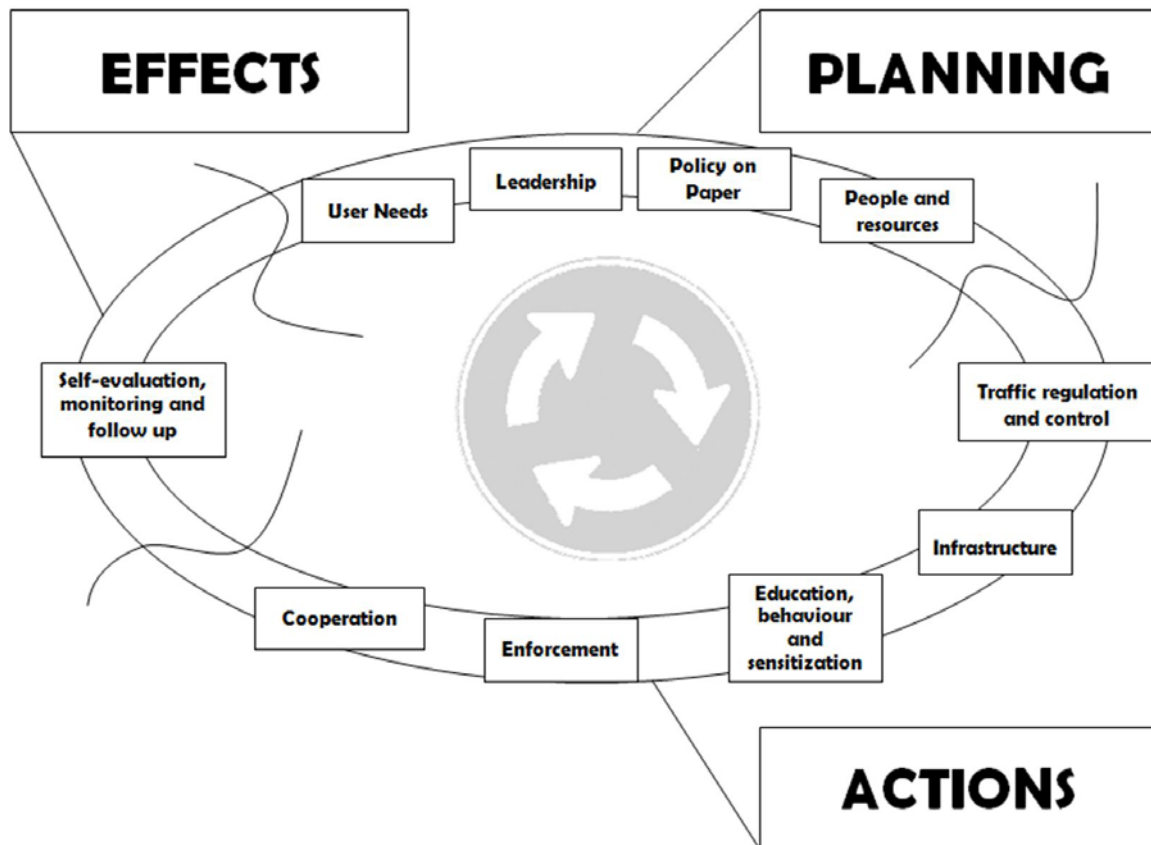 EFFECTS
PLANNING
Leadership
Policy on
Paper
User Needs
People and
resources
Self-evaluation,
monitoring and
follow up
Traffic regulation
and control
Infrastructure
Education,
behaviour
and
sensitization
Cooperation
Enforcement
ACTIONS